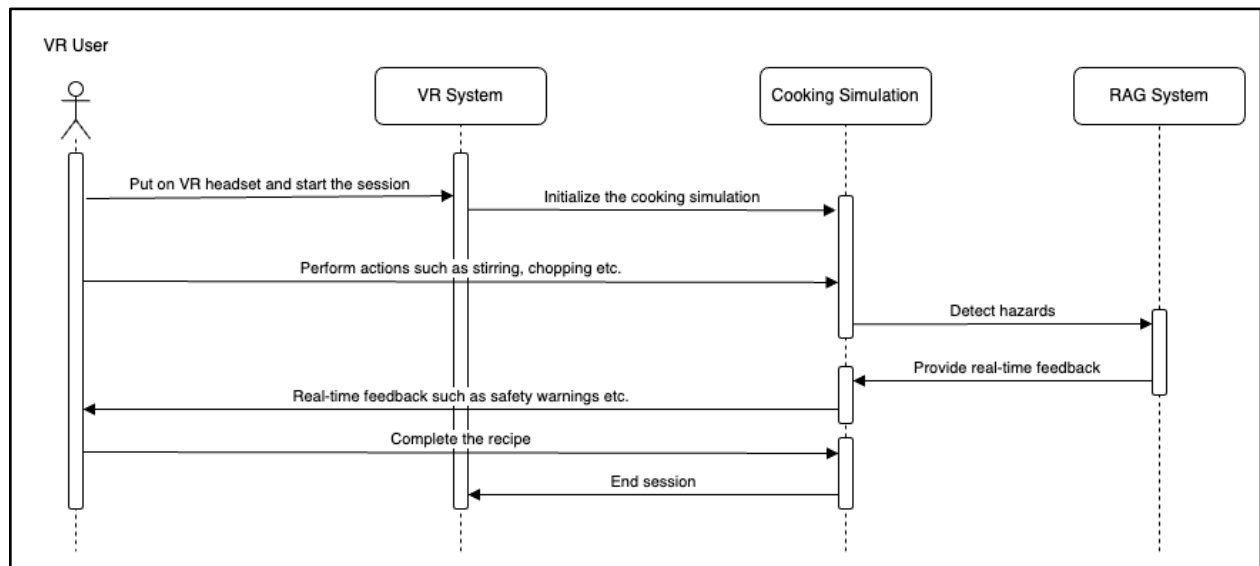 VR User
VR System
Cooking Simulation
RAG System
Put on VR headset and start the session
Initialize the cooking simulation
Perform actions such as stirring, chopping etc.
Detect hazards
Provide real-time feedback
Real-time feedback such as safety warnings etc.
Complete the recipe
End session